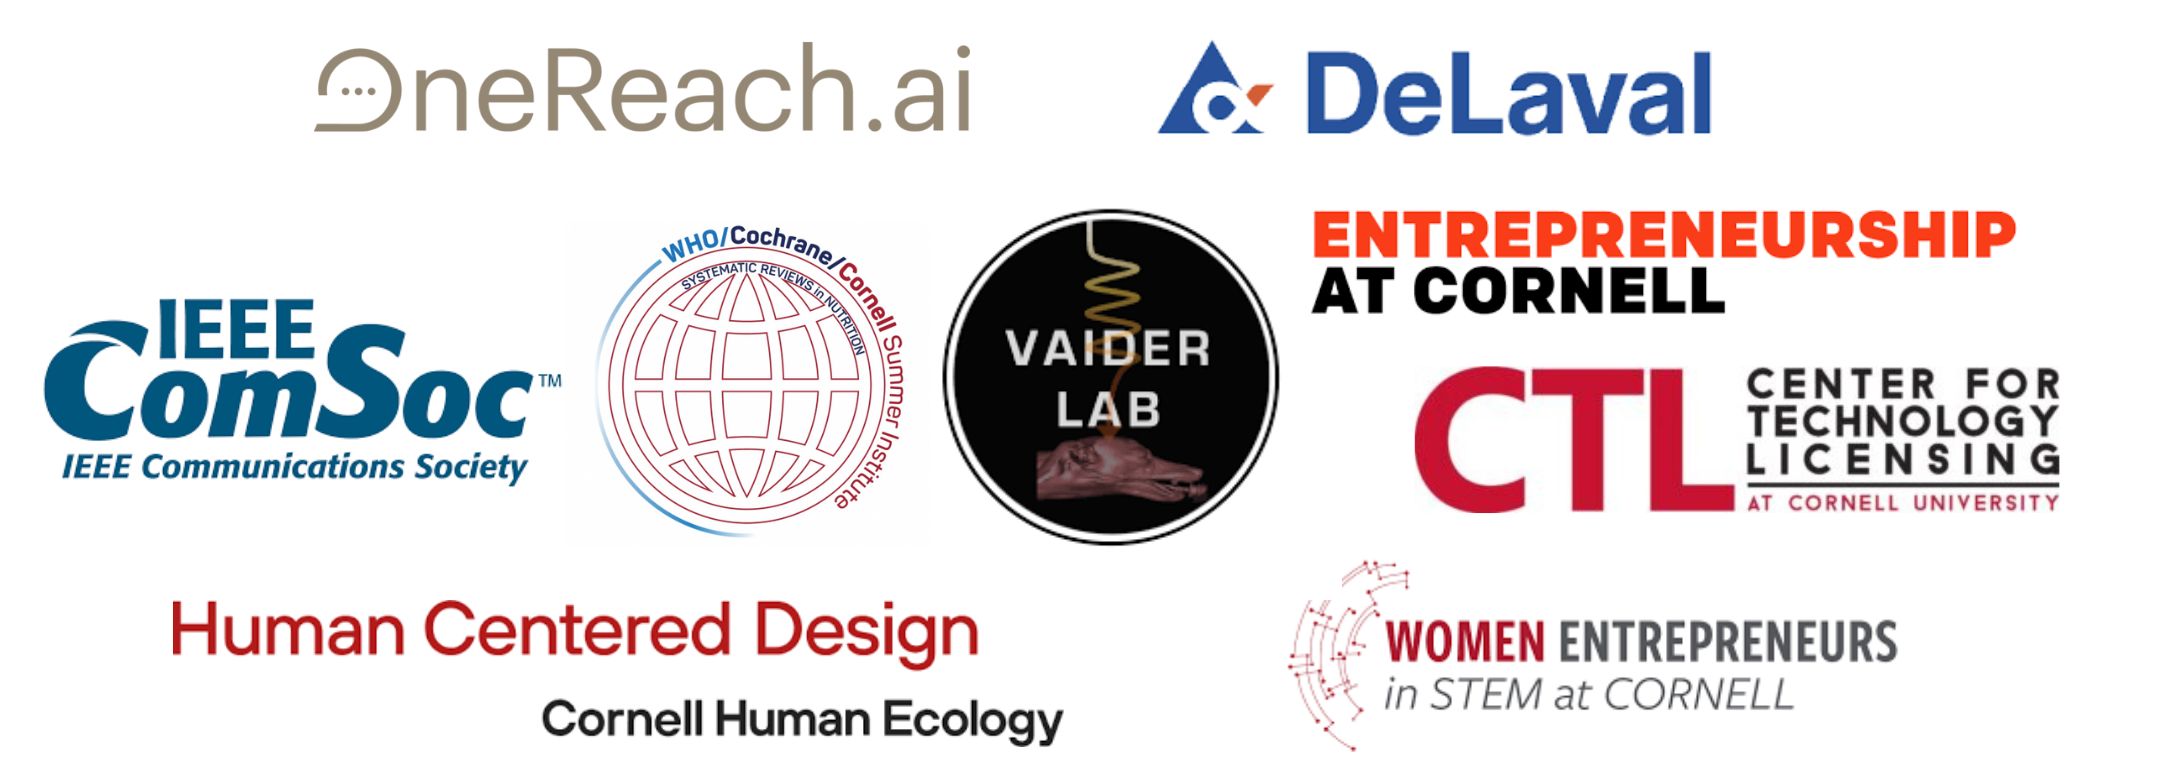 OneReach.ai
DeLaval
IEEE
ComSoc™
IEEE Communications Society
WHO/Cochrane/Cornell Summer Institute
SYSTEMATIC REVIEWS in NUTRITION
VAIDER
LAB
ENTREPRENEURSHIP
AT CORNELL
CTL
CENTER FOR
TECHNOLOGY
LICENSING
AT CORNELL UNIVERSITY
Human Centered Design
Cornell Human Ecology
WOMEN ENTREPRENEURS
in STEM at CORNELL